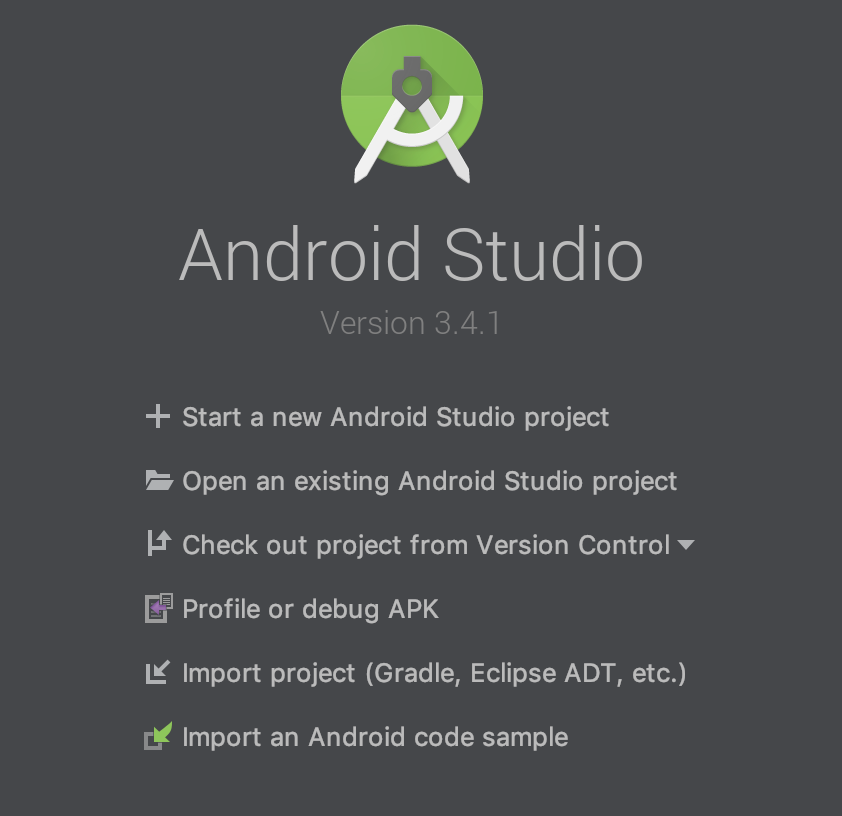 Android Studio
Version 3.4.1
Start a new Android Studio project
Open an existing Android Studio project
Check out project from Version Control
Profile or debug APK
Import project (Gradle, Eclipse ADT, etc.)
Import an Android code sample